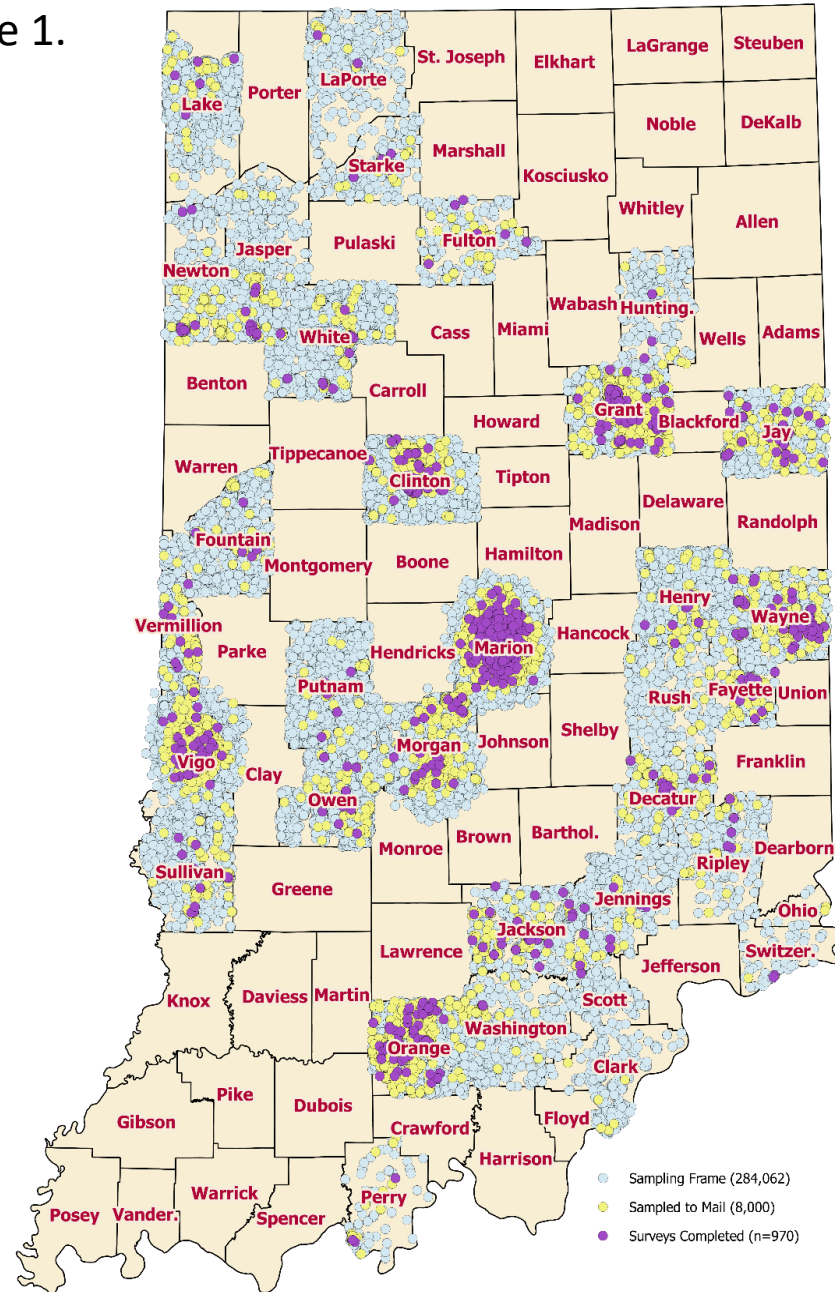 e 1.
St. Joseph
Elkhart
LaGrange
Steuben
LaPorte
Porter
Lake
Noble
DeKalb
Marshall
Starke
Kosciusko
Whitley
Allen
Jasper
Pulaski
Fulton
Newton
Wabash
Hunting.
White
Cass
Miami
Wells
Adams
Benton
Carroll
Grant
Howard
Blackford
Jay
Tippecanoe
Warren
Clinton
Tipton
Delaware
Madison
Randolph
Fountain
Montgomery
Boone
Hamilton
Henry
Wayne
Vermillion
Parke
Hendricks
Marion
Hancock
Putnam
Rush
Fayette
Union
Morgan
Johnson
Shelby
Vigo
Clay
Franklin
Owen
Decatur
Brown
Barthol.
Monroe
Dearborn
Ripley
Sullivan
Greene
Jennings
Ohio
Jackson
Lawrence
Switzer.
Jefferson
Knox
Daviess
Martin
Scott
Washington
Orange
Clark
Pike
Dubois
Gibson
Crawford
Floyd
Harrison
Perry
Warrick
Posey
Vander.
Spencer
Sampling Frame (284,062)
Sampled to Mail (8,000)
Surveys Completed (n=970)